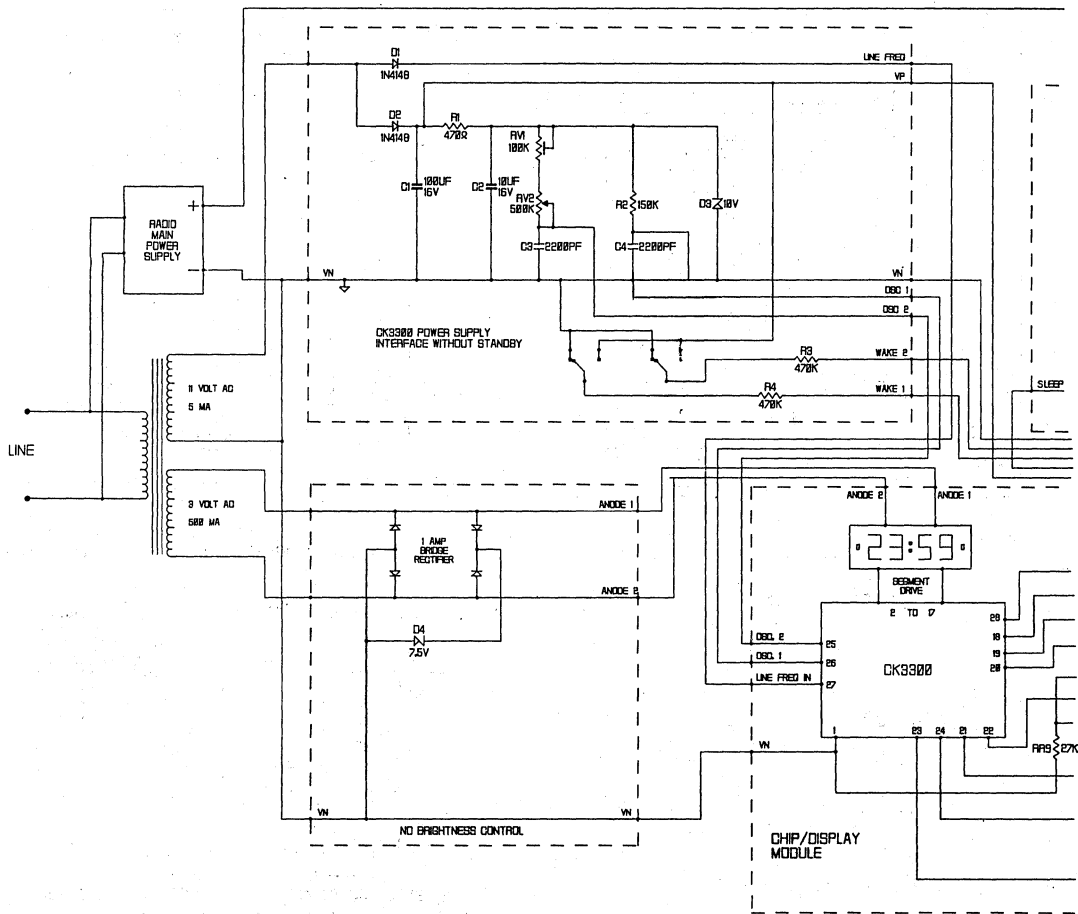 D1
1N4148
LINE FREQ
VP
D2
1N4148
R1
470Ω
RV1
100K
C1
100UF
16V
C2
10UF
16V
RV2
500K
R2
150K
D3
10V
C3
2200PF
C4
2200PF
+
RADIO
MAIN
POWER
SUPPLY
−
VN
VN
OSC 1
OSC 2
CK3300 POWER SUPPLY
INTERFACE WITHOUT STANDBY
R3
470K
WAKE 2
R4
470K
WAKE 1
SLEEP
11 VOLT AC
5 MA
LINE
3 VOLT AC
500 MA
ANODE 1
1 AMP
BRIDGE
RECTIFIER
ANODE 2
D4
7.5V
ANODE 2
ANODE 1
23:59
SEGMENT
DRIVE
2 TO 17
OSC. 2
25
OSC. 1
26
LINE FREQ IN
27
CK3300
28
18
19
20
1
23
24
21
22
VN
RR9
27K
VN
VN
NO BRIGHTNESS CONTROL
CHIP/DISPLAY
MODULE